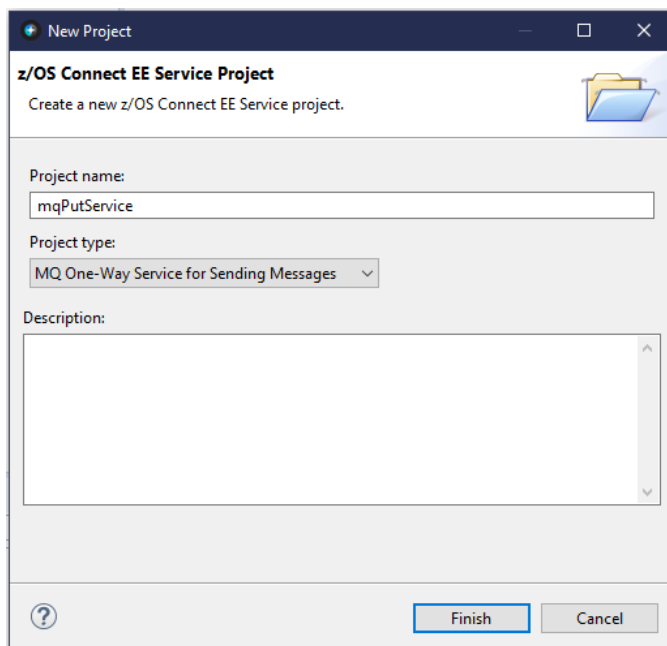 New Project
z/OS Connect EE Service Project
Create a new z/OS Connect EE Service project.
Project name:
mqPutService
Project type:
MQ One-Way Service for Sending Messages
Description:
?
Finish
Cancel